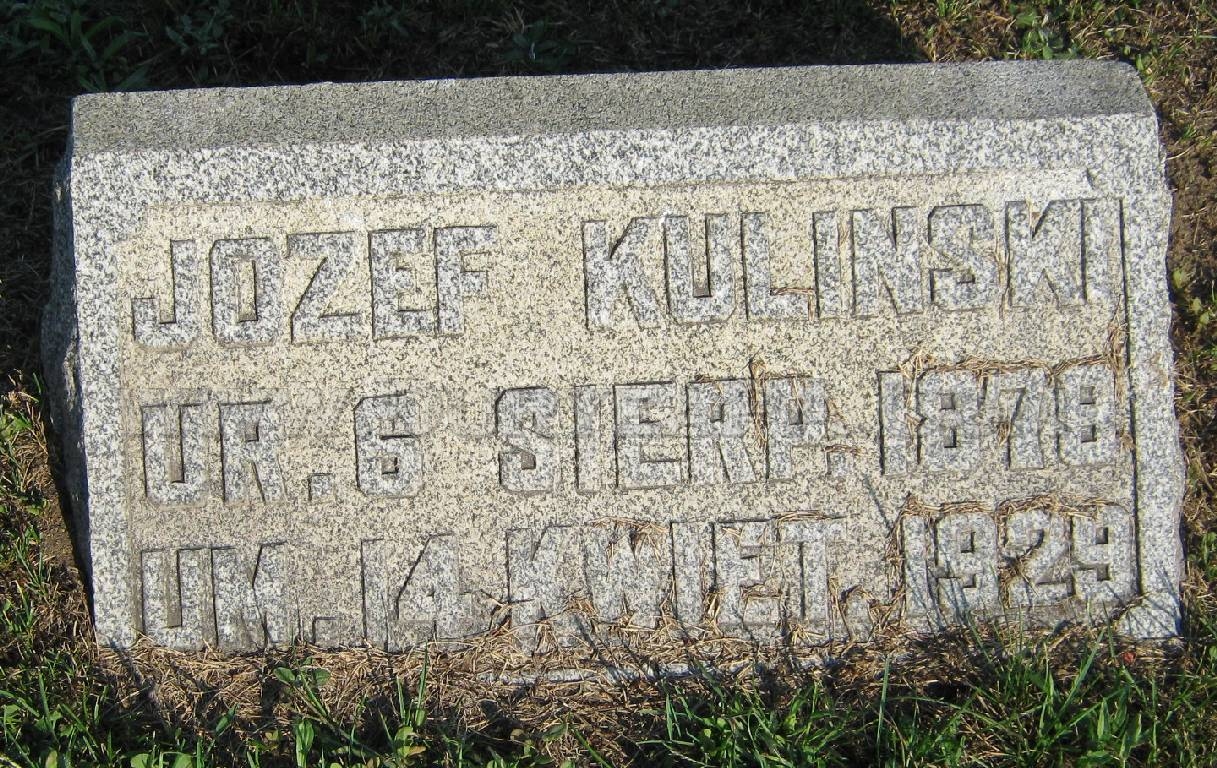 JOZEF KULINSKI
UR. 6 SIERP. 1878
UM. 14 KWIET. 1929